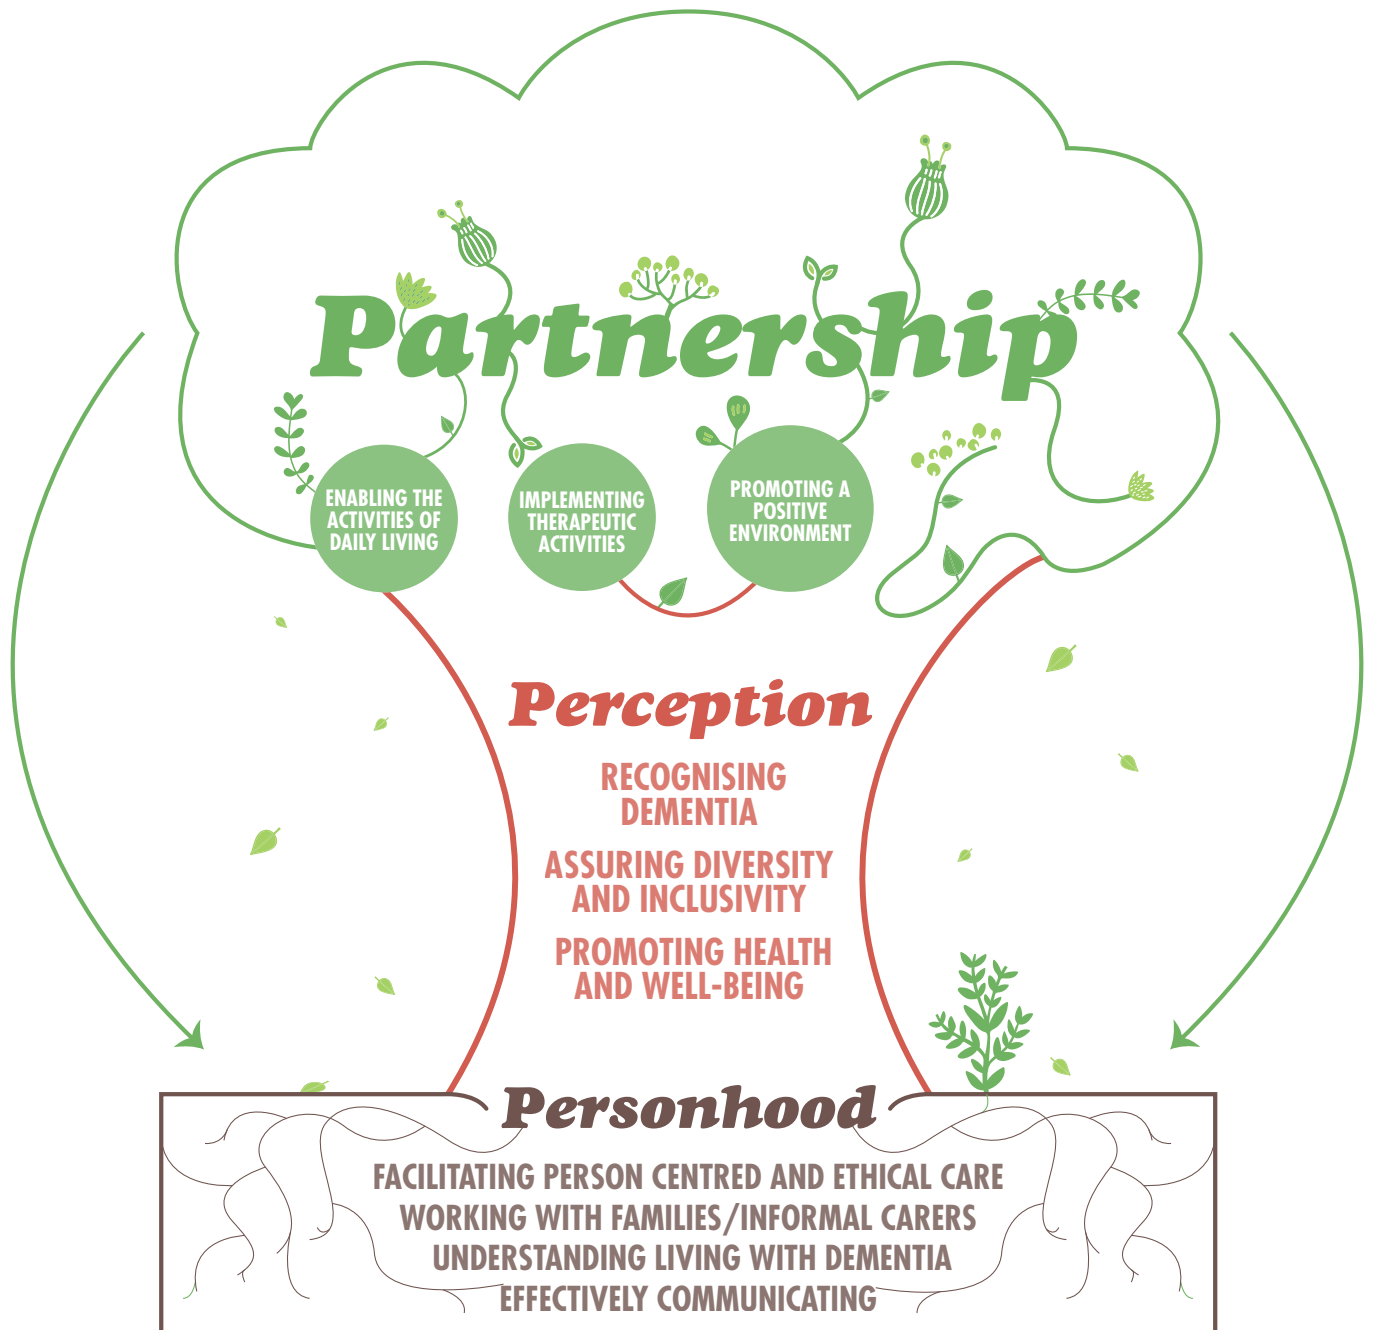 Partnership
ENABLING THE
ACTIVITIES OF
DAILY LIVING
IMPLEMENTING
THERAPEUTIC
ACTIVITIES
PROMOTING A
POSITIVE
ENVIRONMENT
Perception
RECOGNISING
DEMENTIA
ASSURING DIVERSITY
AND INCLUSIVITY
PROMOTING HEALTH
AND WELL-BEING
Personhood
FACILITATING PERSON CENTRED AND ETHICAL CARE
WORKING WITH FAMILIES/INFORMAL CARERS
UNDERSTANDING LIVING WITH DEMENTIA
EFFECTIVELY COMMUNICATING